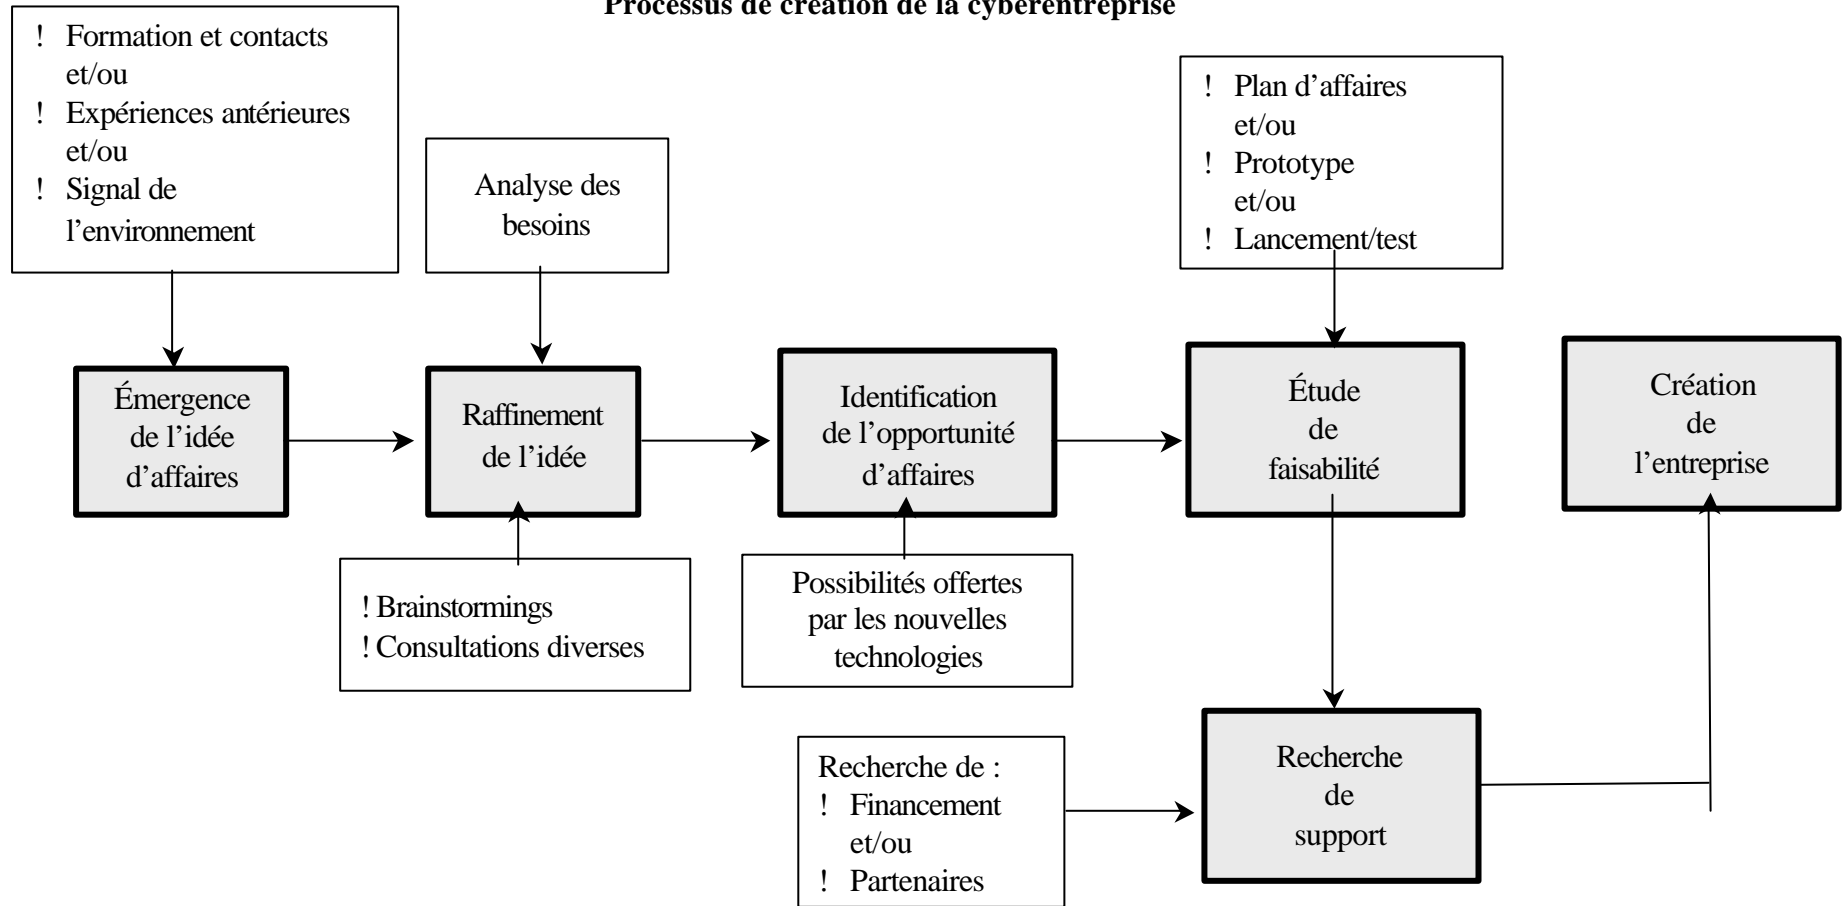 Processus de création de la cyberentreprise
! Formation et contacts
et/ou
! Expériences antérieures
et/ou
! Signal de
l’environnement
Analyse des
besoins
! Plan d’affaires
et/ou
! Prototype
et/ou
! Lancement/test
Émergence
de l’idée
d’affaires
Raffinement
de l’idée
Identification
de l’opportunité
d’affaires
Étude
de
faisabilité
Création
de
l’entreprise
! Brainstormings
! Consultations diverses
Possibilités offertes
par les nouvelles
technologies
Recherche de :
! Financement
et/ou
! Partenaires
Recherche
de
support